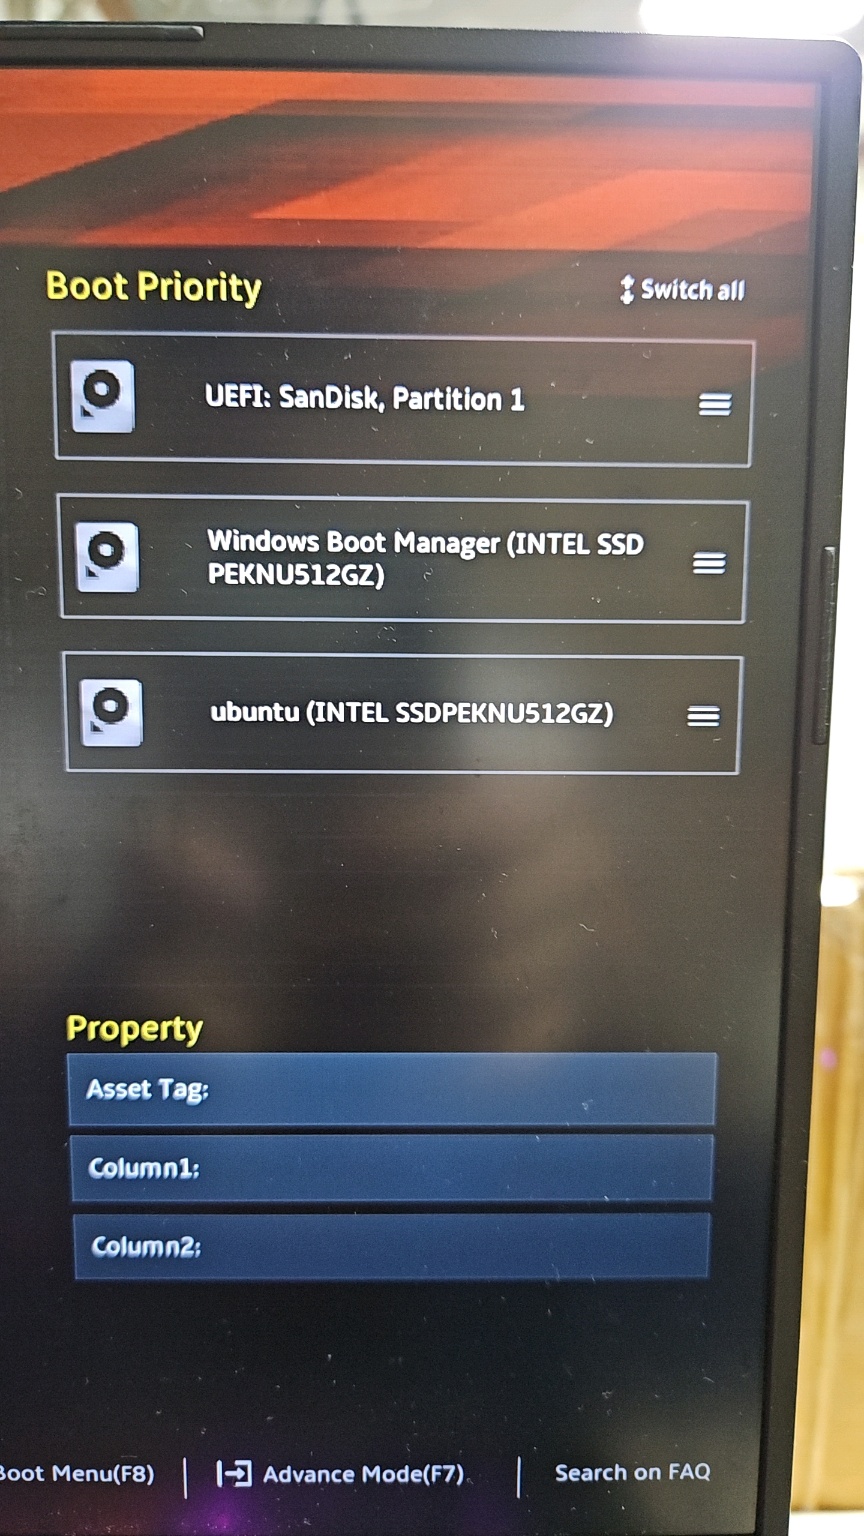 Boot Priority
Switch all
UEFI: SanDisk, Partition 1
Windows Boot Manager (INTEL SSD
PEKNU512GZ)
ubuntu (INTEL SSDPEKNU512GZ)
Property
Asset Tag:
Column1:
Column2:
Boot Menu(F8)
Advance Mode(F7)
Search on FAQ